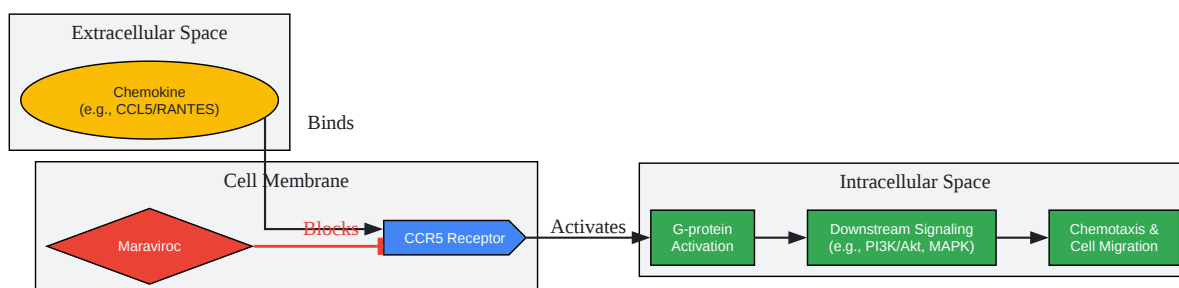 Extracellular Space
Chemokine
(e.g., CCL5/RANTES)
Binds
Cell Membrane
Maraviroc
Blocks
CCR5 Receptor
Activates
Intracellular Space
G-protein
Activation
Downstream Signaling
(e.g., PI3K/Akt, MAPK)
Chemotaxis &
Cell Migration